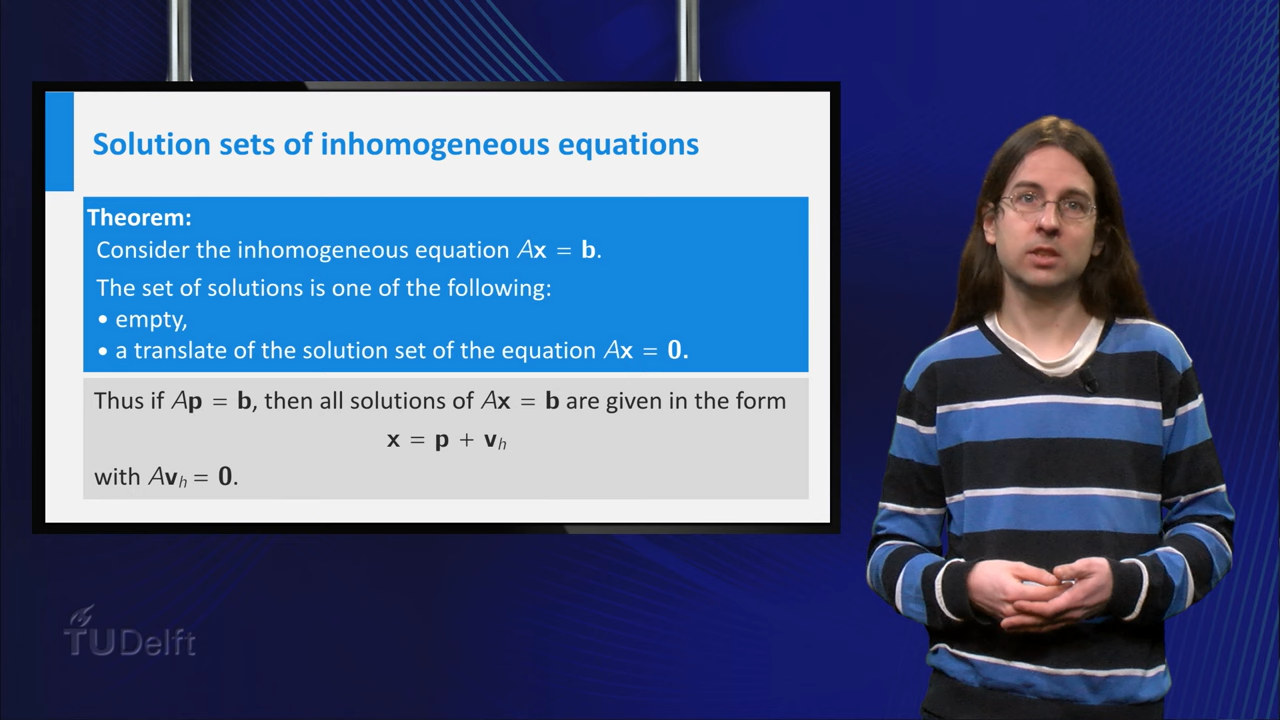 Solution sets of inhomogeneous equations
Theorem:
Consider the inhomogeneous equation Ax = b.
The set of solutions is one of the following:
• empty,
• a translate of the solution set of the equation Ax = 0.
Thus if Ap = b, then all solutions of Ax = b are given in the form
x = p + vₕ
with Avₕ = 0.
TUDelft